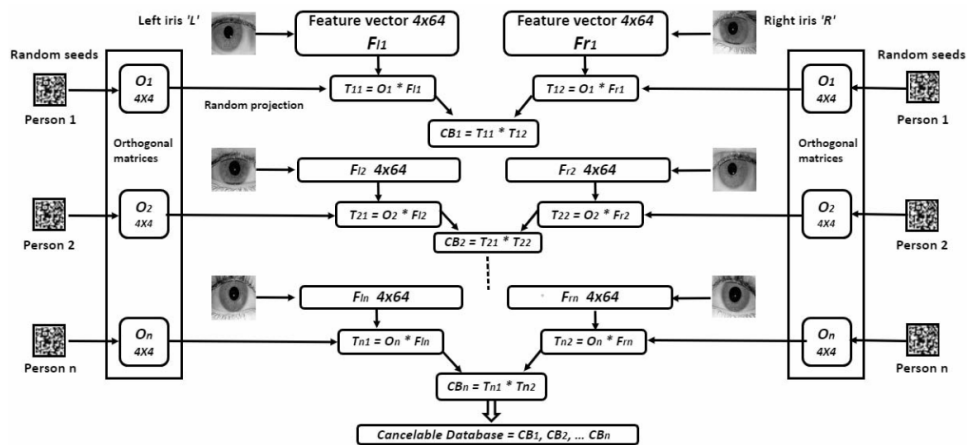 Left iris 'L'
Feature vector 4x64
Fl1
Feature vector 4x64
Fr1
Right iris 'R'
Random seeds
Random seeds
O1
4X4
T11 = O1 * Fl1
T12 = O1 * Fr1
O1
4X4
Random projection
Person 1
Person 1
CB1 = T11 * T12
Orthogonal
matrices
Orthogonal
matrices
Fl2 4x64
Fr2 4x64
O2
4X4
T21 = O2 * Fl2
T22 = O2 * Fr2
O2
4X4
Person 2
Person 2
CB2 = T21 * T22
Fln 4x64
Frn 4x64
On
4X4
Tn1 = On * Fln
Tn2 = On * Frn
On
4X4
Person n
Person n
CBn = Tn1 * Tn2
Cancelable Database = CB1, CB2, ... CBn